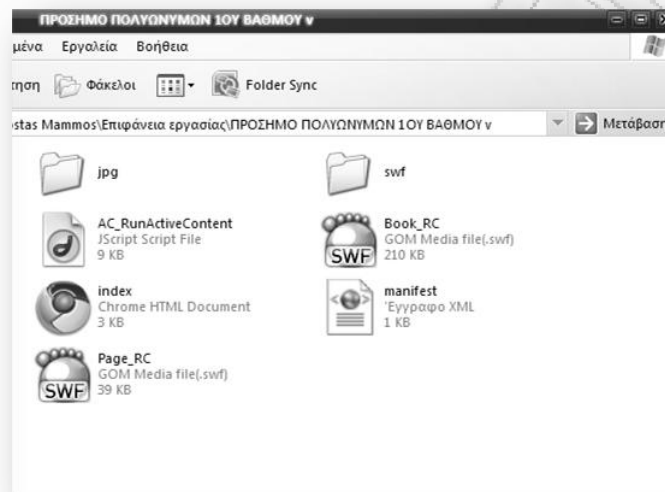 ΠΡΟΣΗΜΟ ΠΟΛΥΩΝΥΜΩΝ 1ΟΥ ΒΑΘΜΟΥ v
μένα Εργαλεία Βοήθεια
τηση Φάκελοι Folder Sync
stas Mammos\Επιφάνεια εργασίας\ΠΡΟΣΗΜΟ ΠΟΛΥΩΝΥΜΩΝ 1ΟΥ ΒΑΘΜΟΥ v Μετάβαση
jpg
swf
AC_RunActiveContent
JScript Script File
9 KB
SWF
Book_RC
GOM Media file(.swf)
210 KB
index
Chrome HTML Document
3 KB
manifest
Έγγραφο XML
1 KB
SWF
Page_RC
GOM Media file(.swf)
39 KB